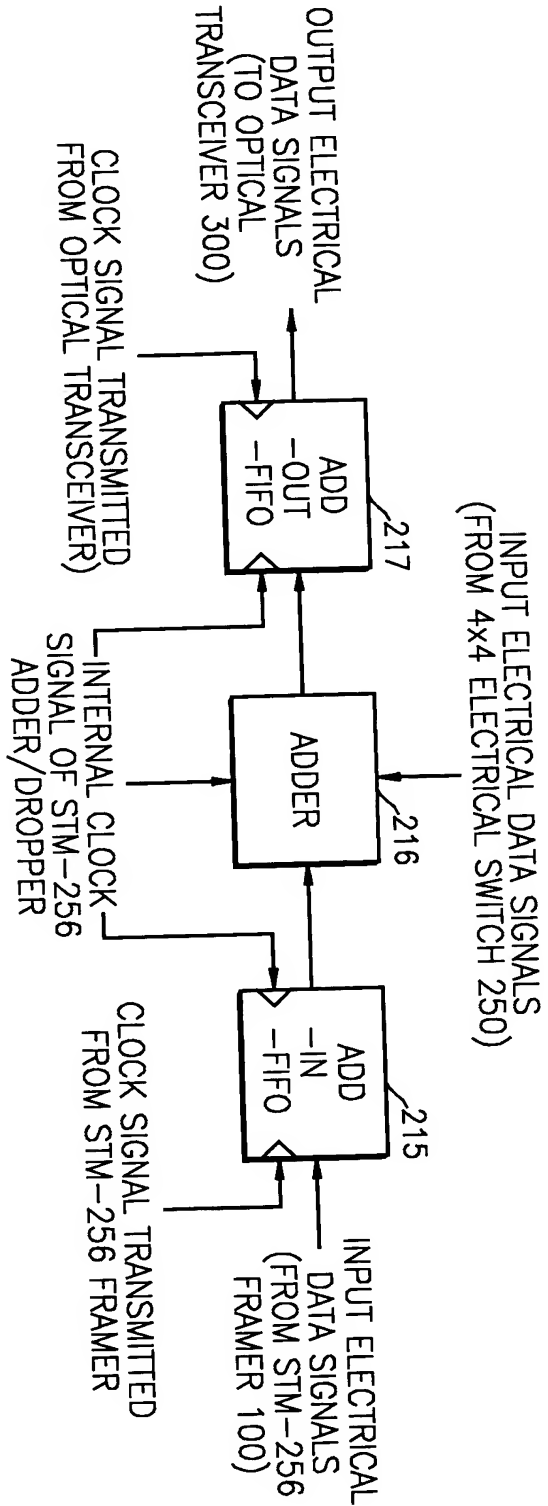 INPUT ELECTRICAL DATA SIGNALS
(FROM 4x4 ELECTRICAL SWITCH 250)
OUTPUT ELECTRICAL
DATA SIGNALS
(TO OPTICAL
TRANSCEIVER 300)
ADD
-OUT
-FIFO
217
ADDER
216
ADD
-IN
-FIFO
215
INPUT ELECTRICAL
DATA SIGNALS
(FROM STM-256
FRAMER 100)
CLOCK SIGNAL TRANSMITTED
FROM OPTICAL TRANSCEIVER)
INTERNAL CLOCK
SIGNAL OF STM-256
ADDER/DROPPER
CLOCK SIGNAL TRANSMITTED
FROM STM-256 FRAMER